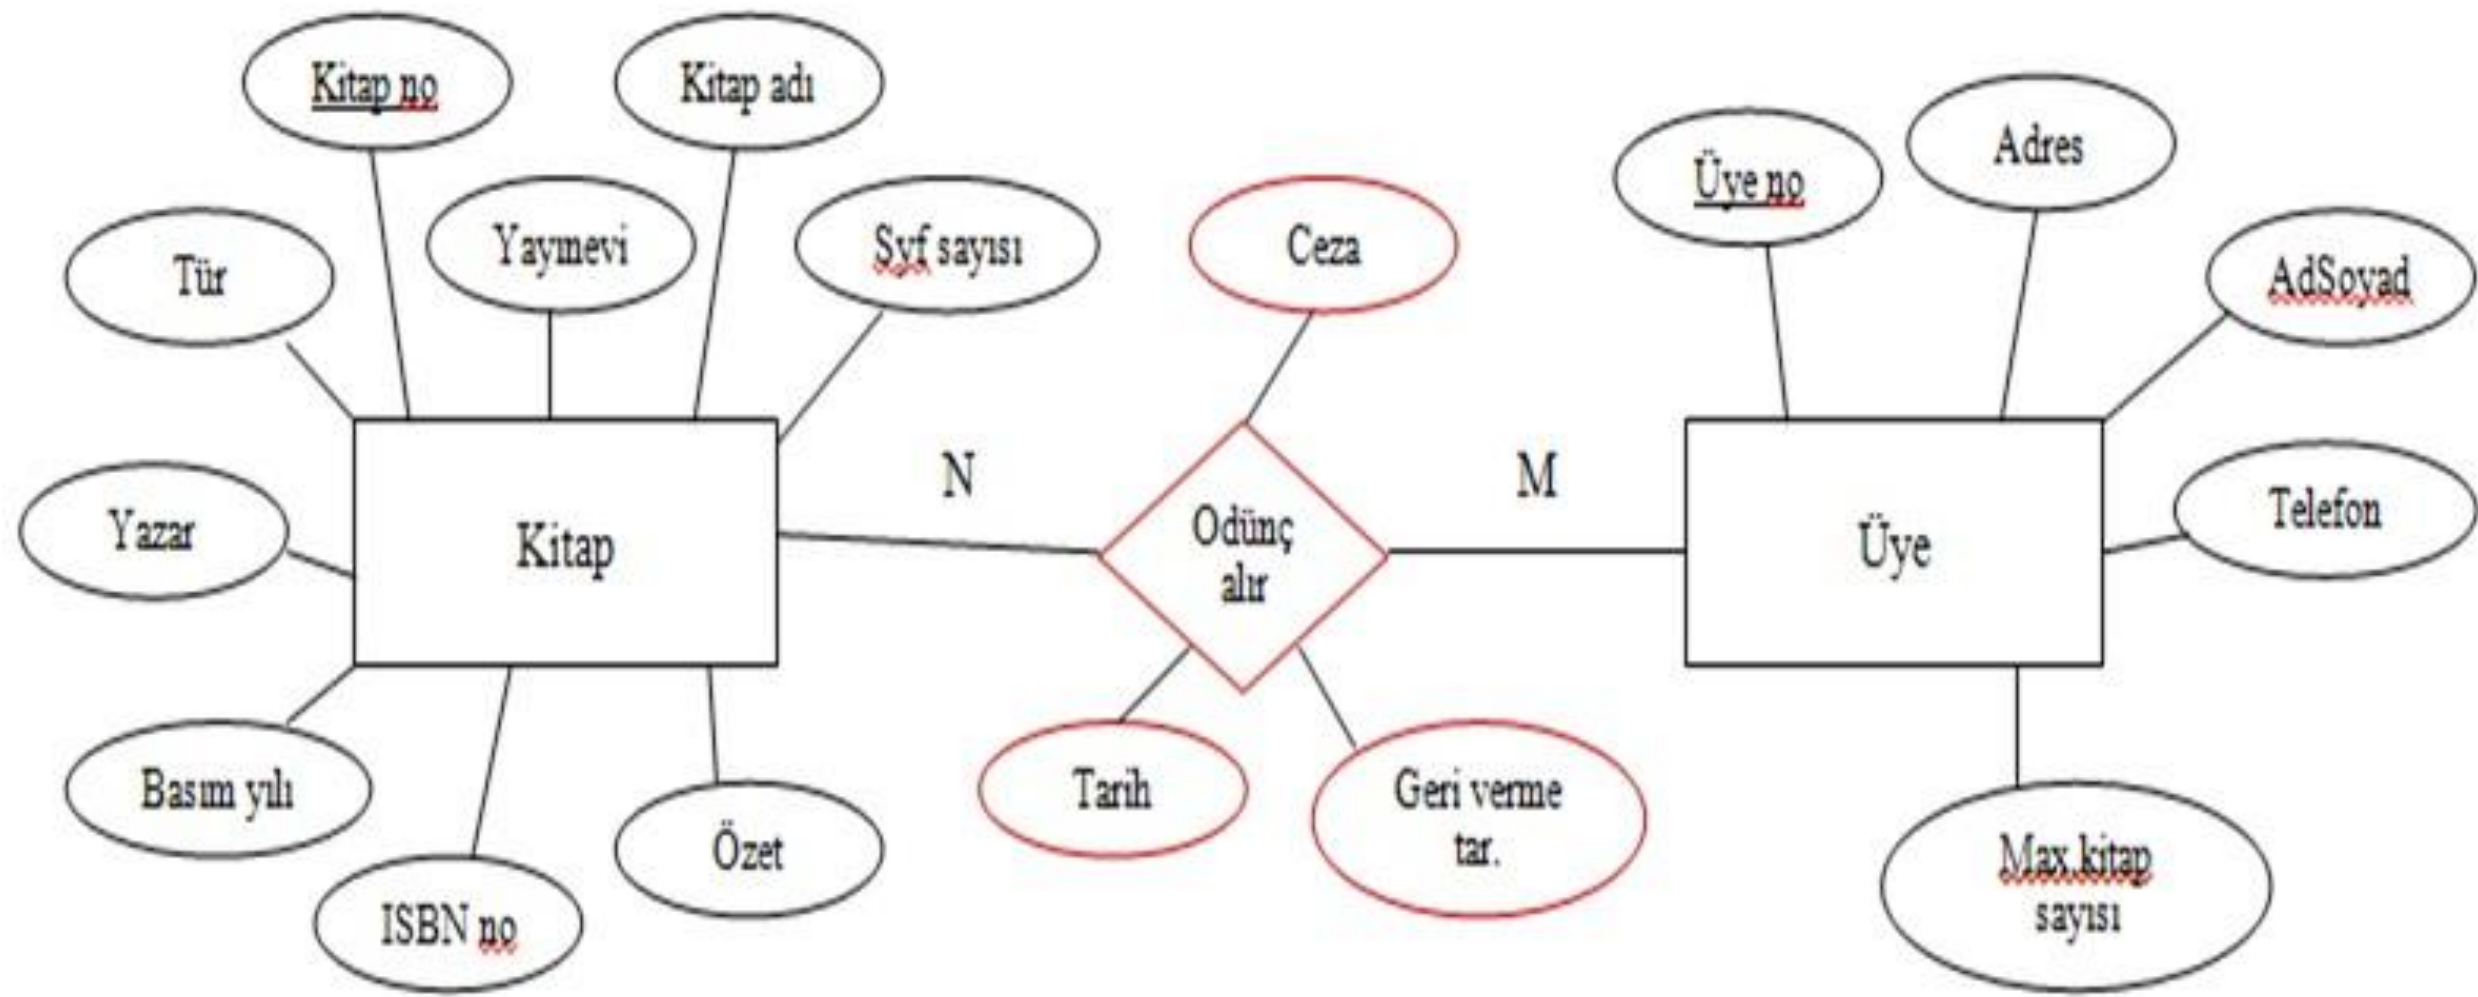 Kitap no
Kitap adı
Üye no
Adres
Tür
Yayınevi
Syf sayısı
Ceza
AdSoyad
N
M
Yazar
Kitap
Odünç
alır
Üye
Telefon
Basım yılı
Tarih
Geri verme
tar.
ISBN no
Özet
Max.kitap
sayısı